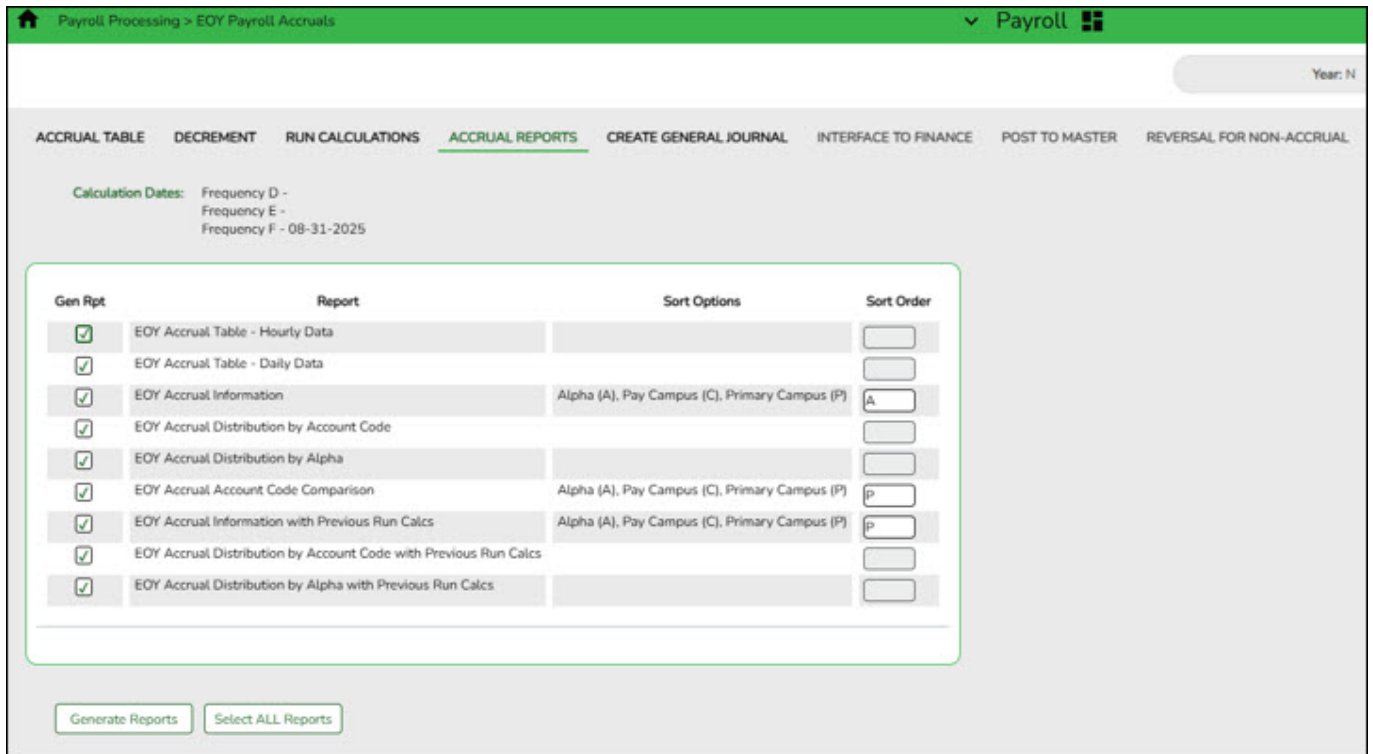 Payroll Processing > EOY Payroll Accruals Payroll
Year: N
ACCRUAL TABLE DECREMENT RUN CALCULATIONS ACCRUAL REPORTS CREATE GENERAL JOURNAL INTERFACE TO FINANCE POST TO MASTER REVERSAL FOR NON-ACCRUAL
Calculation Dates: Frequency D -
Frequency E -
Frequency F - 08-31-2025
Gen Rpt Report Sort Options Sort Order
EOY Accrual Table - Hourly Data
EOY Accrual Table - Daily Data
EOY Accrual Information Alpha (A), Pay Campus (C), Primary Campus (P) A
EOY Accrual Distribution by Account Code
EOY Accrual Distribution by Alpha
EOY Accrual Account Code Comparison Alpha (A), Pay Campus (C), Primary Campus (P) P
EOY Accrual Information with Previous Run Calcs Alpha (A), Pay Campus (C), Primary Campus (P) P
EOY Accrual Distribution by Account Code with Previous Run Calcs
EOY Accrual Distribution by Alpha with Previous Run Calcs
Generate Reports Select ALL Reports